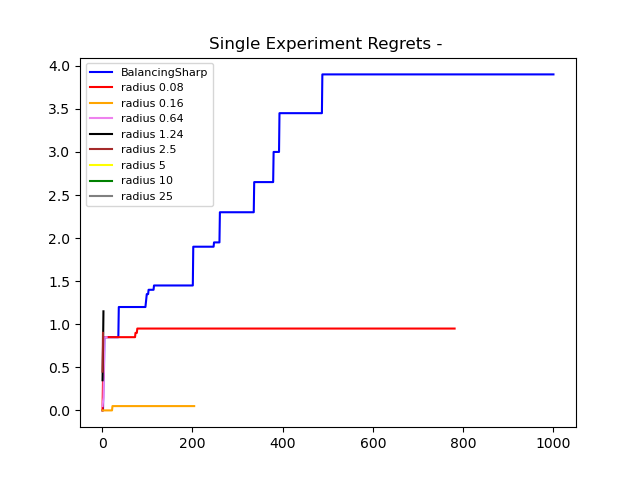 Single Experiment Regrets -
4.0
3.5
3.0
2.5
2.0
1.5
1.0
0.5
0.0
BalancingSharp
radius 0.08
radius 0.16
radius 0.64
radius 1.24
radius 2.5
radius 5
radius 10
radius 25
0 200 400 600 800 1000